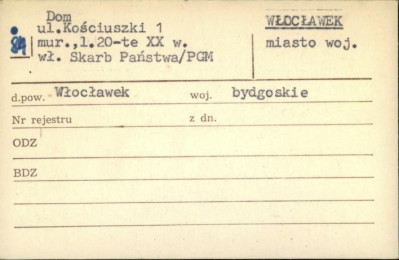 Dom
ul.Kościuszki 1
mur.,l.20-te XX w.
wł. Skarb Państwa/PGM
WŁOCŁAWEK
miasto woj.
d.pow. Włocławek woj. bydgoskie
Nr rejestru z dn.
ODZ
BDZ